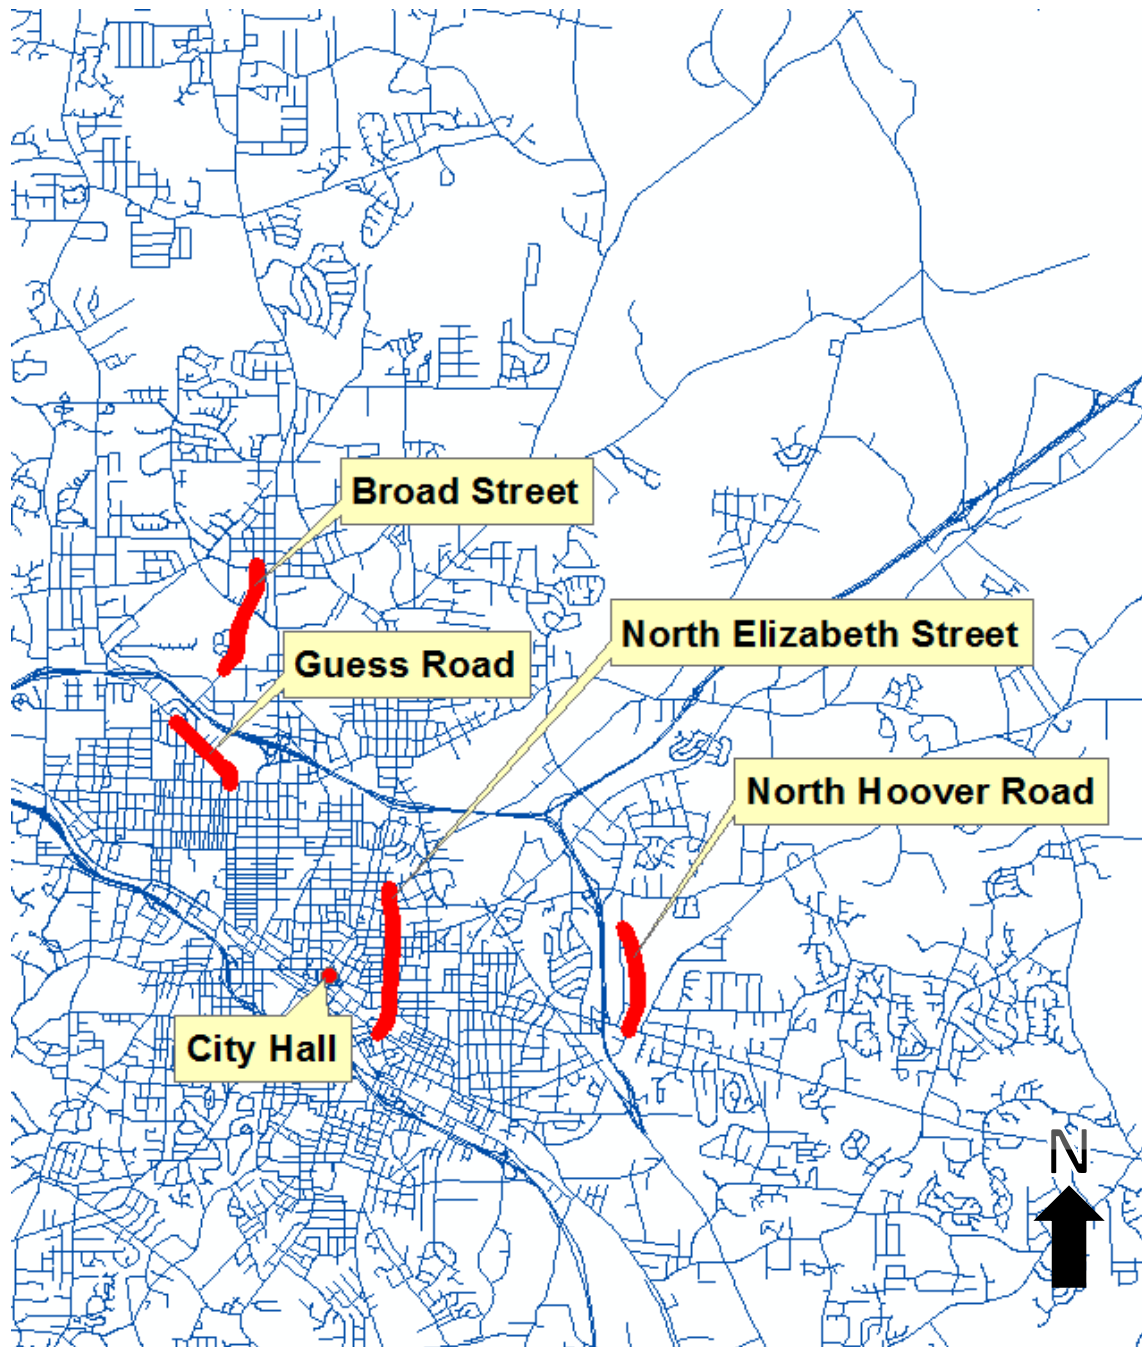 Broad Street
North Elizabeth Street
Guess Road
North Hoover Road
City Hall
N